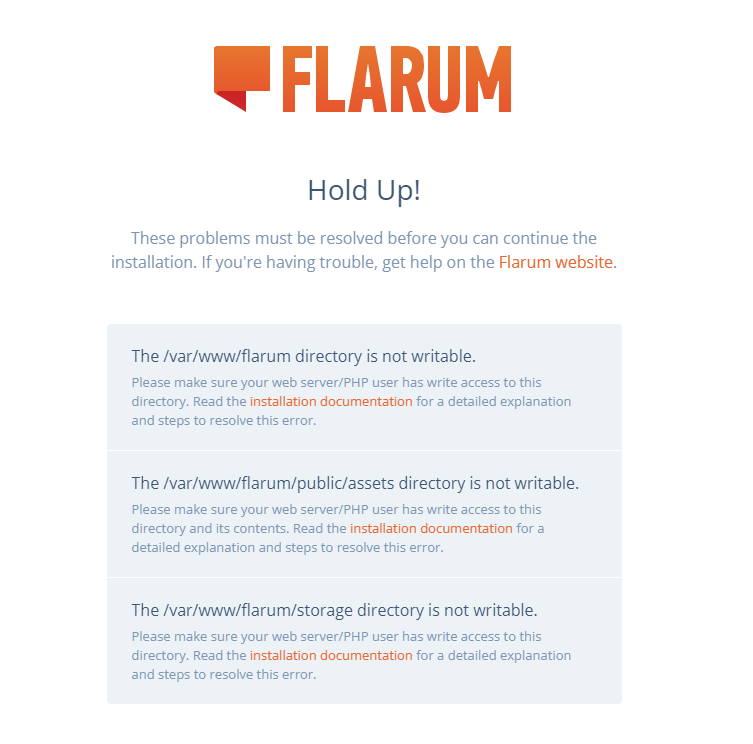 FLARUM
Hold Up!
These problems must be resolved before you can continue the
installation. If you're having trouble, get help on the Flarum website.
The /var/www/flarum directory is not writable.
Please make sure your web server/PHP user has write access to this
directory. Read the installation documentation for a detailed explanation
and steps to resolve this error.
The /var/www/flarum/public/assets directory is not writable.
Please make sure your web server/PHP user has write access to this
directory and its contents. Read the installation documentation for a
detailed explanation and steps to resolve this error.
The /var/www/flarum/storage directory is not writable.
Please make sure your web server/PHP user has write access to this
directory. Read the installation documentation for a detailed explanation
and steps to resolve this error.